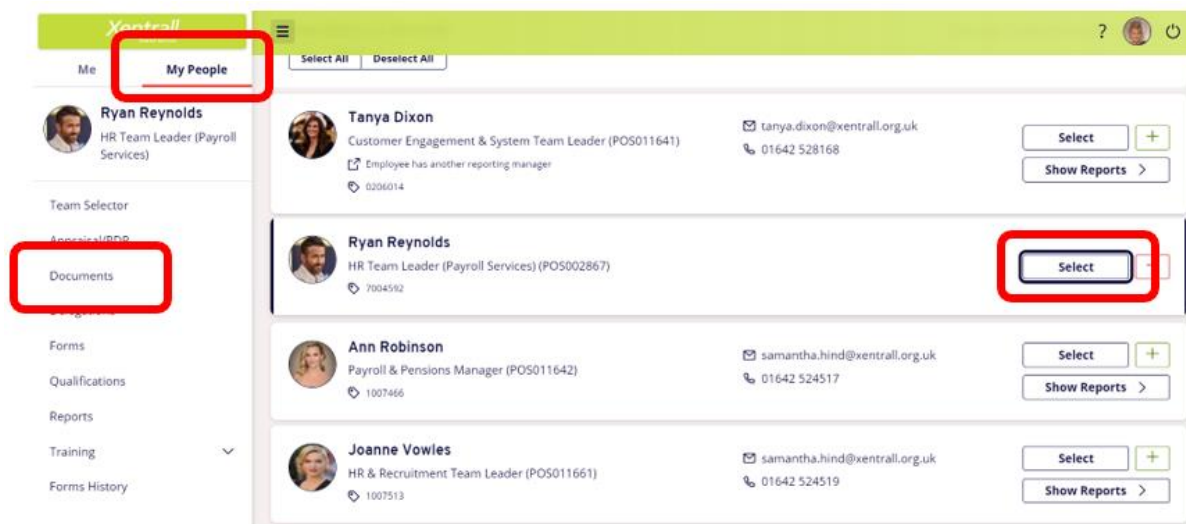 Xentrall
?
Me
My People
Select All
Deselect All
Ryan Reynolds
HR Team Leader (Payroll
Services)
Team Selector
Appraisal/PDR
Documents
Delegations
Forms
Qualifications
Reports
Training
Forms History
Tanya Dixon
Customer Engagement & System Team Leader (POS011641)
Employee has another reporting manager
0206014
tanya.dixon@xentrall.org.uk
01642 528168
Select
+
Show Reports >
Ryan Reynolds
HR Team Leader (Payroll Services) (POS002867)
7004592
Select
Ann Robinson
Payroll & Pensions Manager (POS011642)
1007466
samantha.hind@xentrall.org.uk
01642 524517
Select
+
Show Reports >
Joanne Vowles
HR & Recruitment Team Leader (POS011661)
1007513
samantha.hind@xentrall.org.uk
01642 524519
Select
+
Show Reports >